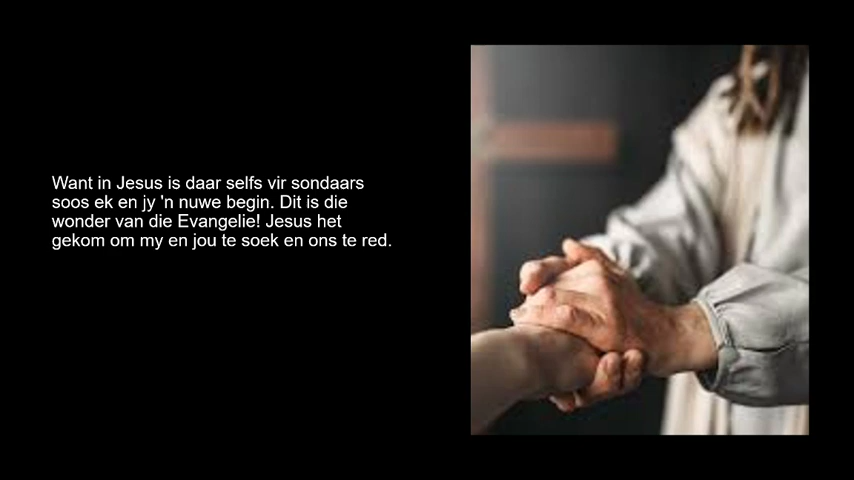 Want in Jesus is daar selfs vir sondaars
soos ek en jy 'n nuwe begin. Dit is die
wonder van die Evangelie! Jesus het
gekom om my en jou te soek en ons te red.